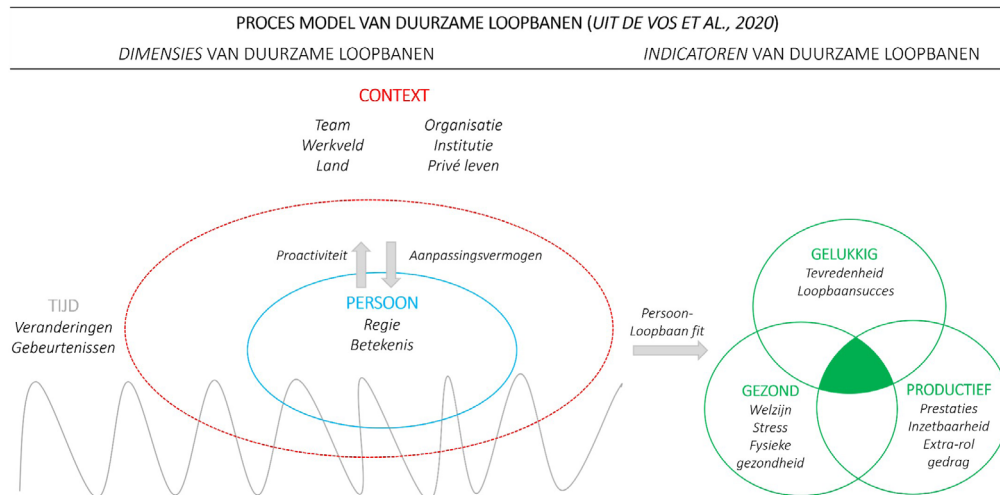 PROCES MODEL VAN DUURZAME LOOPBANEN (UIT DE VOS ET AL., 2020)
DIMENSIES VAN DUURZAME LOOPBANEN
INDICATOREN VAN DUURZAME LOOPBANEN
CONTEXT
Team
Werkveld
Land
Organisatie
Institutie
Privé leven
Proactiviteit
Aanpassingsvermogen
PERSOON
Regie
Betekenis
TIJD
Veranderingen
Gebeurtenissen
Persoon-
Loopbaan fit
GELUKKIG
Tevredenheid
Loopbaansucces
GEZOND
Welzijn
Stress
Fysieke
gezondheid
PRODUCTIEF
Prestaties
Inzetbaarheid
Extra-rol
gedrag